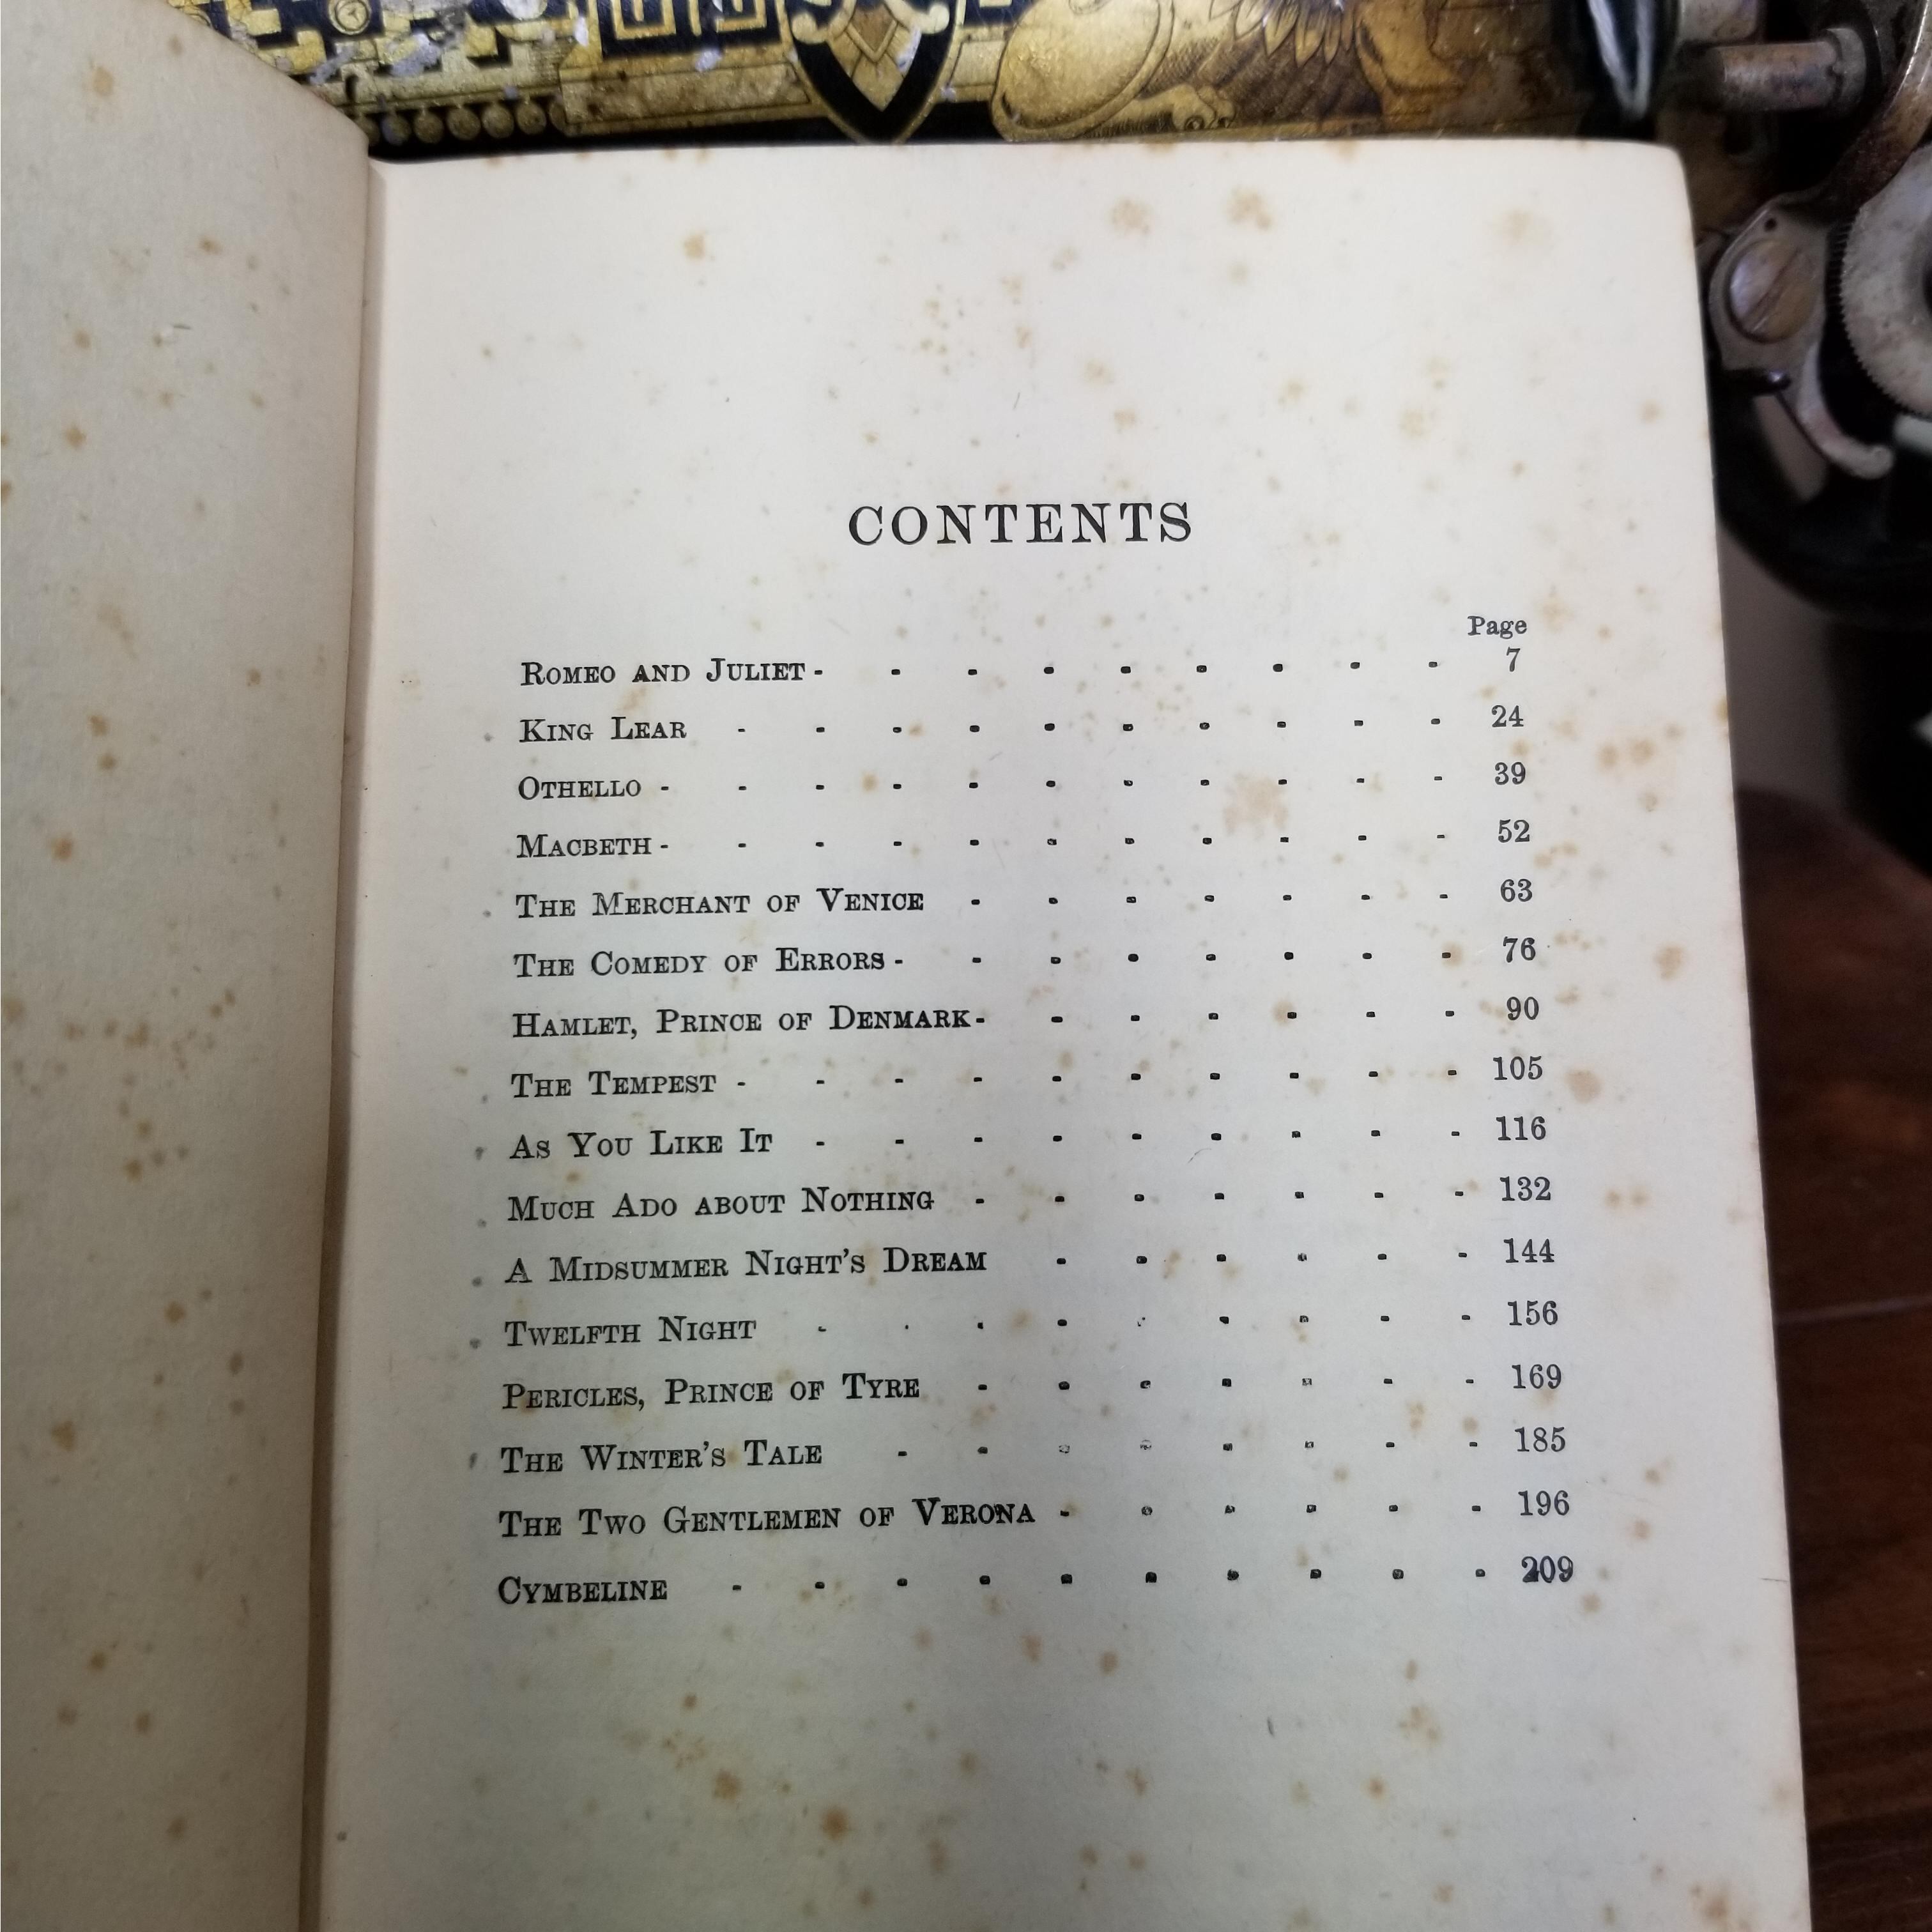 CONTENTS
Page
ROMEO AND JULIET - - - - - - - - - 7
KING LEAR - - - - - - - - - - 24
OTHELLO - - - - - - - - - - - 39
MACBETH - - - - - - - - - - - 52
THE MERCHANT OF VENICE - - - - - - - 63
THE COMEDY OF ERRORS - - - - - - - - 76
HAMLET, PRINCE OF DENMARK - - - - - - - 90
THE TEMPEST - - - - - - - - - - 105
AS YOU LIKE IT - - - - - - - - - 116
MUCH ADO ABOUT NOTHING - - - - - - - 132
A MIDSUMMER NIGHT'S DREAM - - - - - - 144
TWELFTH NIGHT - - - - - - - - - 156
PERICLES, PRINCE OF TYRE - - - - - - - 169
THE WINTER'S TALE - - - - - - - - 185
THE TWO GENTLEMEN OF VERONA - - - - - - 196
CYMBELINE - - - - - - - - - - 209